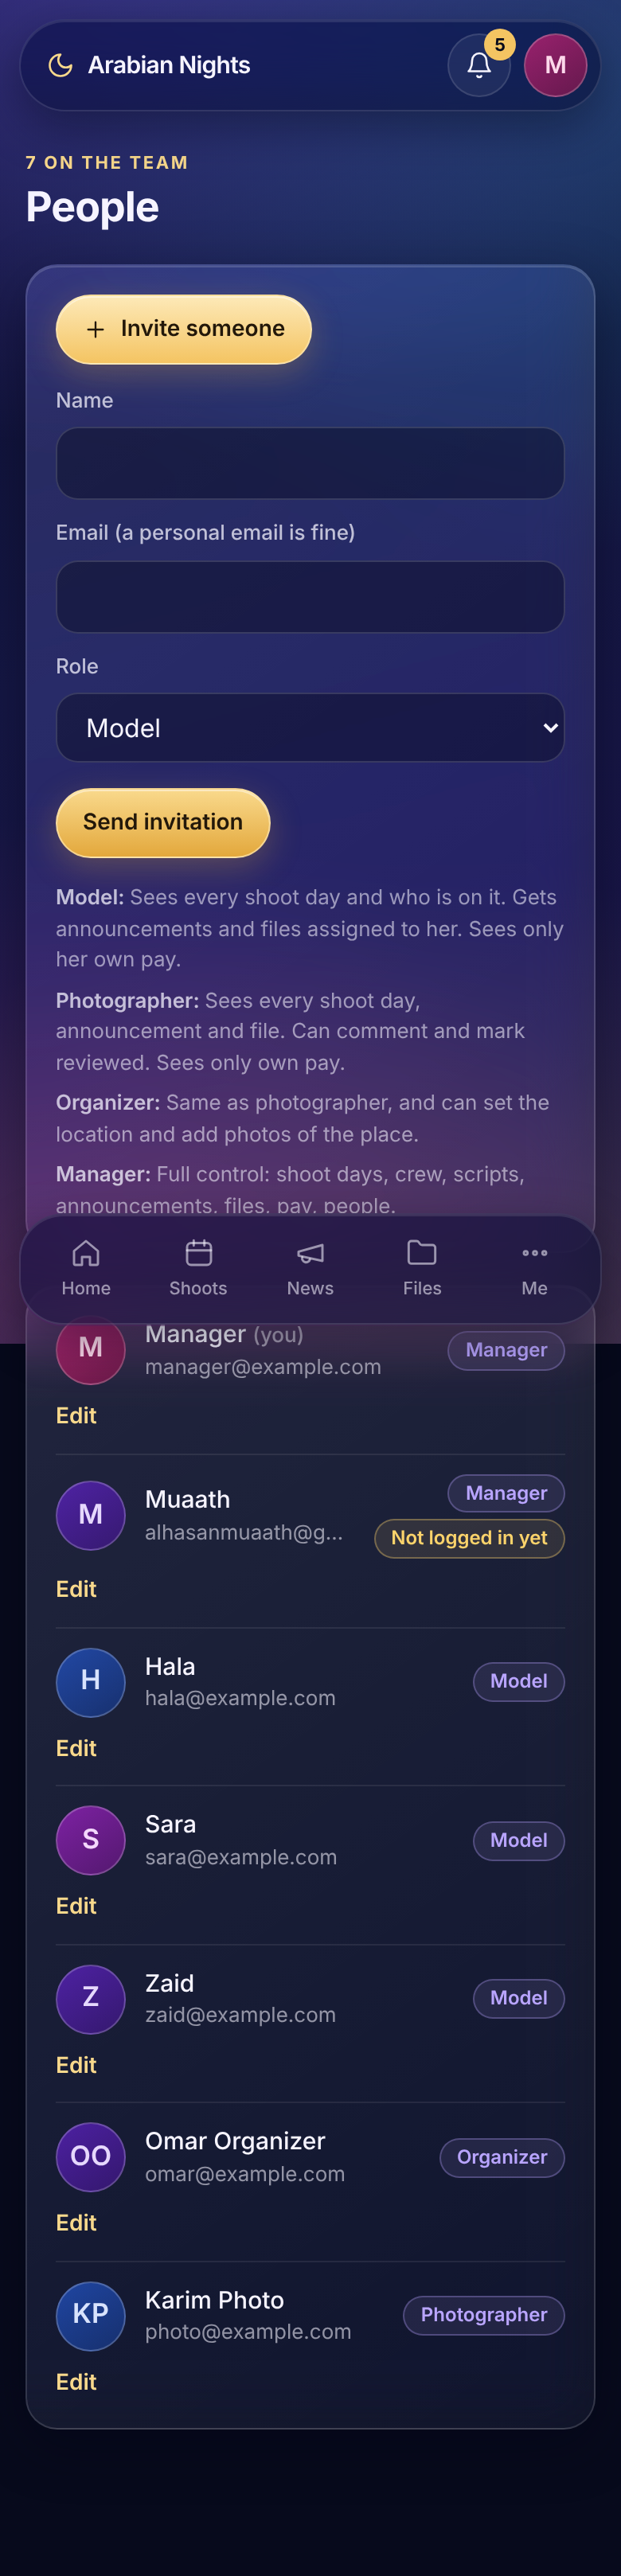 Arabian Nights
5
M
7 ON THE TEAM
People
+ Invite someone
Name
Email (a personal email is fine)
Role
Model
Send invitation
Model: Sees every shoot day and who is on it. Gets
announcements and files assigned to her. Sees only
her own pay.
Photographer: Sees every shoot day,
announcement and file. Can comment and mark
reviewed. Sees only own pay.
Organizer: Same as photographer, and can set the
location and add photos of the place.
Manager: Full control: shoot days, crew, scripts,
announcements, files, pay, people.
Home
Shoots
News
Files
Me
M
Manager (you)
manager@example.com
Manager
Edit
M
Muaath
alhasanmuaath@g...
Manager
Not logged in yet
Edit
H
Hala
hala@example.com
Model
Edit
S
Sara
sara@example.com
Model
Edit
Z
Zaid
zaid@example.com
Model
Edit
OO
Omar Organizer
omar@example.com
Organizer
Edit
KP
Karim Photo
photo@example.com
Photographer
Edit